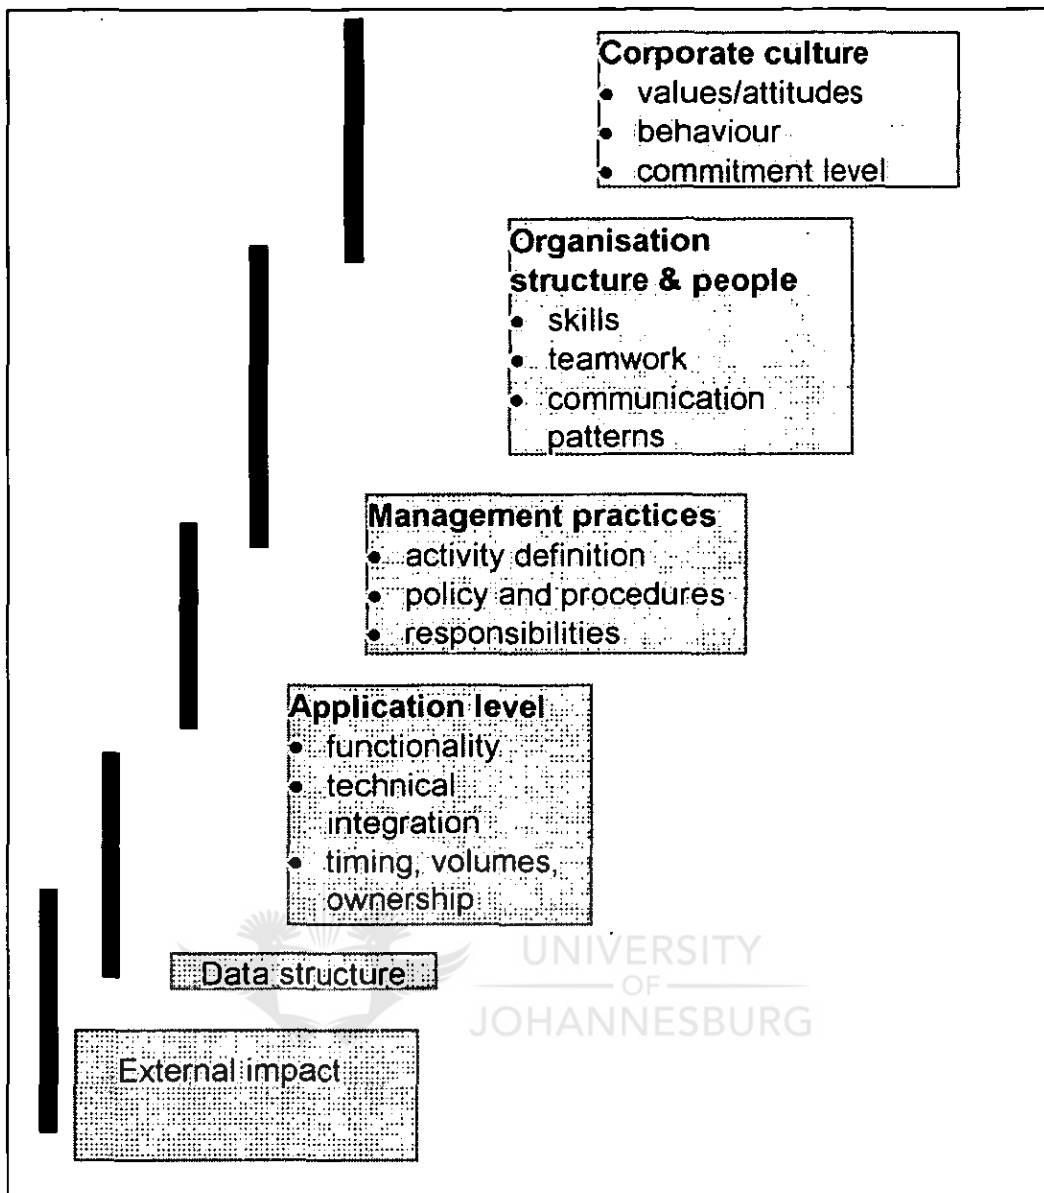 Corporate culture
• values/attitudes
• behaviour
• commitment level
Organisation
structure & people
• skills
• teamwork
• communication
patterns
Management practices
• activity definition
• policy and procedures
• responsibilities
Application level
• functionality
• technical
integration
• timing, volumes,
ownership
Data structure
External impact
UNIVERSITY
OF
JOHANNESBURG